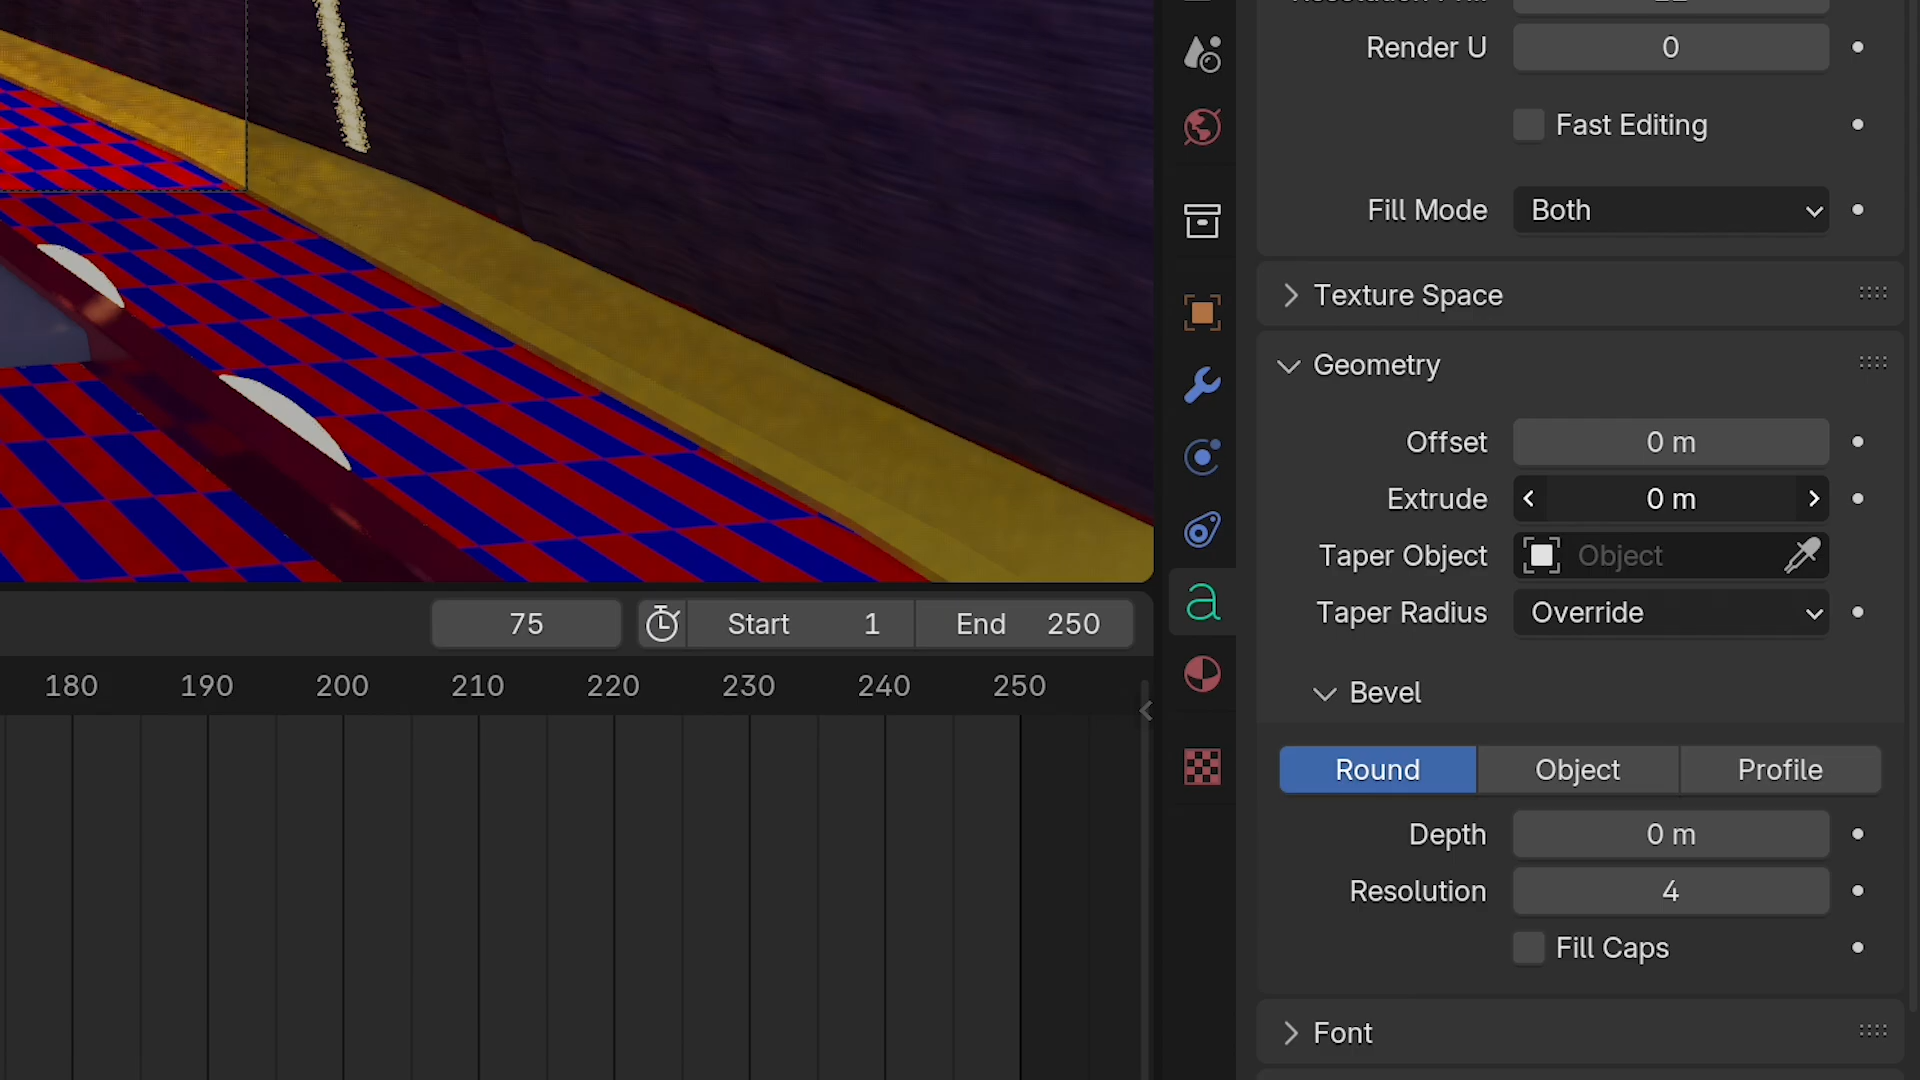 Render U 0
Fast Editing
Fill Mode Both
Texture Space
Geometry
Offset 0 m
Extrude 0 m
Taper Object Object
Taper Radius Override
75 Start 1 End 250
180 190 200 210 220 230 240 250
Bevel
Round Object Profile
Depth 0 m
Resolution 4
Fill Caps
Font